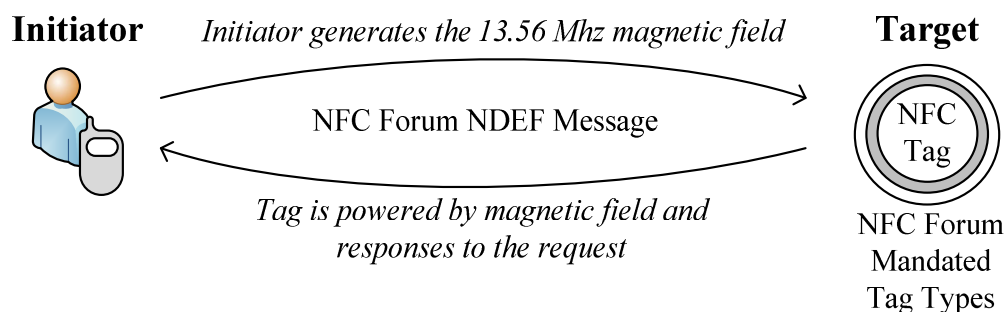 Initiator
Initiator generates the 13.56 Mhz magnetic field
Target
NFC Forum NDEF Message
NFC
Tag
Tag is powered by magnetic field and
responses to the request
NFC Forum
Mandated
Tag Types